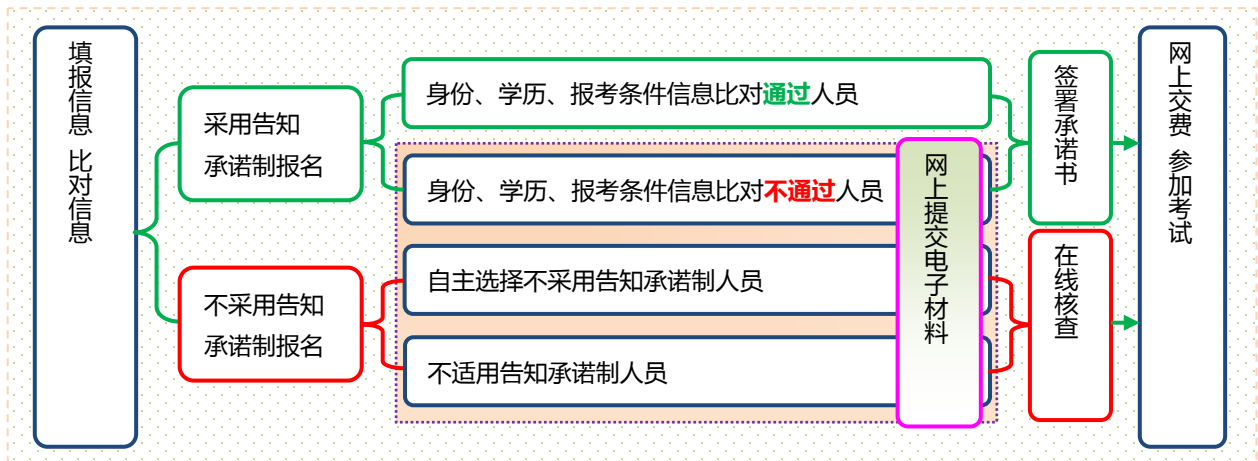 填报信息 比对信息
采用告知
承诺制报名
不采用告知
承诺制报名
身份、学历、报考条件信息比对通过人员
身份、学历、报考条件信息比对不通过人员
自主选择不采用告知承诺制人员
不适用告知承诺制人员
网上提交电子材料
签署承诺书
在线核查
网上交费 参加考试